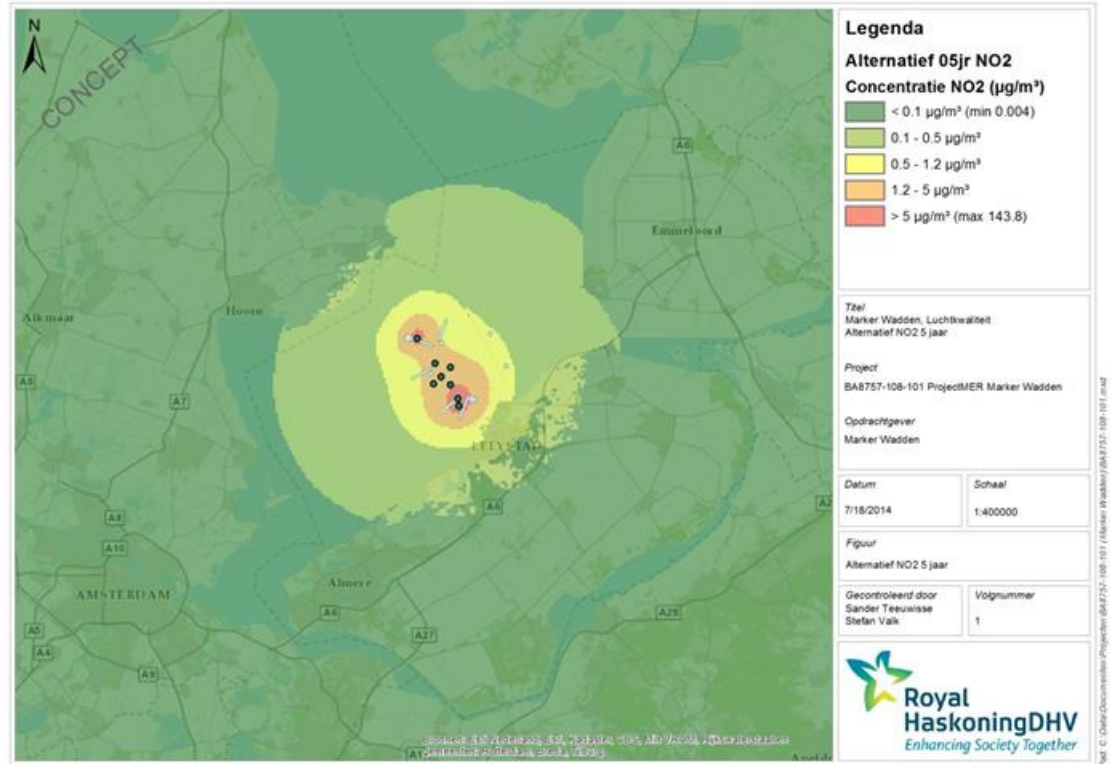 N
CONCEPT
A6
Emmeloord
Alkmaar
Hoorn
A9
A7
LELYSTAD
A6
A8
A10
AMSTERDAM
Almere
A6
A27
A28
A5
A4
A9
Legenda
Alternatief 05jr NO2
Concentratie NO2 (µg/m³)
< 0.1 µg/m³ (min 0.004)
0.1 - 0.5 µg/m³
0.5 - 1.2 µg/m³
1.2 - 5 µg/m³
> 5 µg/m³ (max 143.8)
Titel
Marker Wadden, Luchtkwaliteit
Alternatief NO2 5 jaar
Project
BA8757-108-101 ProjectMER Marker Wadden
Opdrachtgever
Marker Wadden
Datum
7/18/2014
Schaal
1:400000
Figuur
Alternatief NO2 5 jaar
Gecontroleerd door
Sander Teeuwisse
Stefan Valk
Volgnummer
1
Royal
HaskoningDHV
Enhancing Society Together